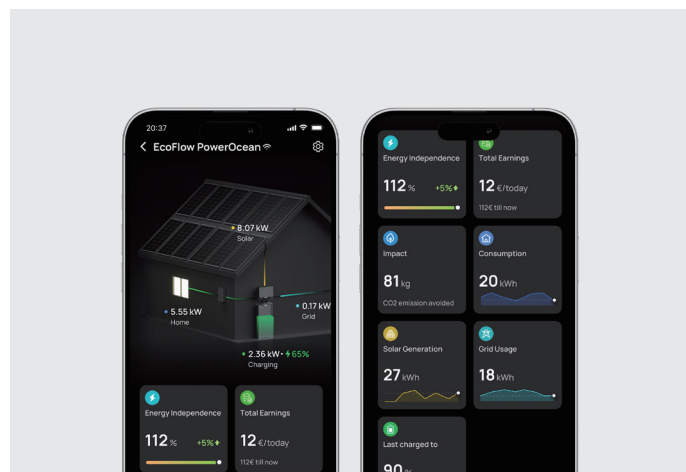 20:37
EcoFlow PowerOcean
8.07 kW
Solar
5.55 kW
Home
0.17 kW
Grid
2.36 kW · 65%
Charging
Energy Independence
112 %
+5%
Total Earnings
12 €/today
112€ till now
Energy Independence
112 %
+5%
Total Earnings
12 €/today
112€ till now
Impact
81 kg
CO2 emission avoided
Consumption
20 kWh
Solar Generation
27 kWh
Grid Usage
18 kWh
Last charged to
90 %